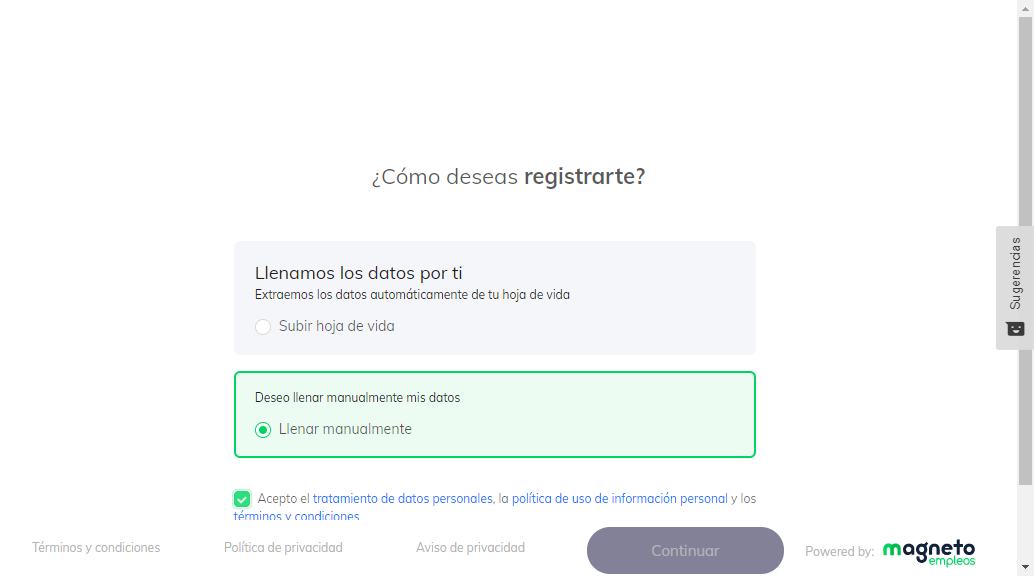 ¿Cómo deseas registrarte?
Llenamos los datos por ti
Extraemos los datos automáticamente de tu hoja de vida
Subir hoja de vida
Deseo llenar manualmente mis datos
Llenar manualmente
Acepto el tratamiento de datos personales, la política de uso de información personal y los
términos y condiciones
Términos y condiciones
Política de privacidad
Aviso de privacidad
Continuar
Powered by:
magneto
empleos
Sugerencias